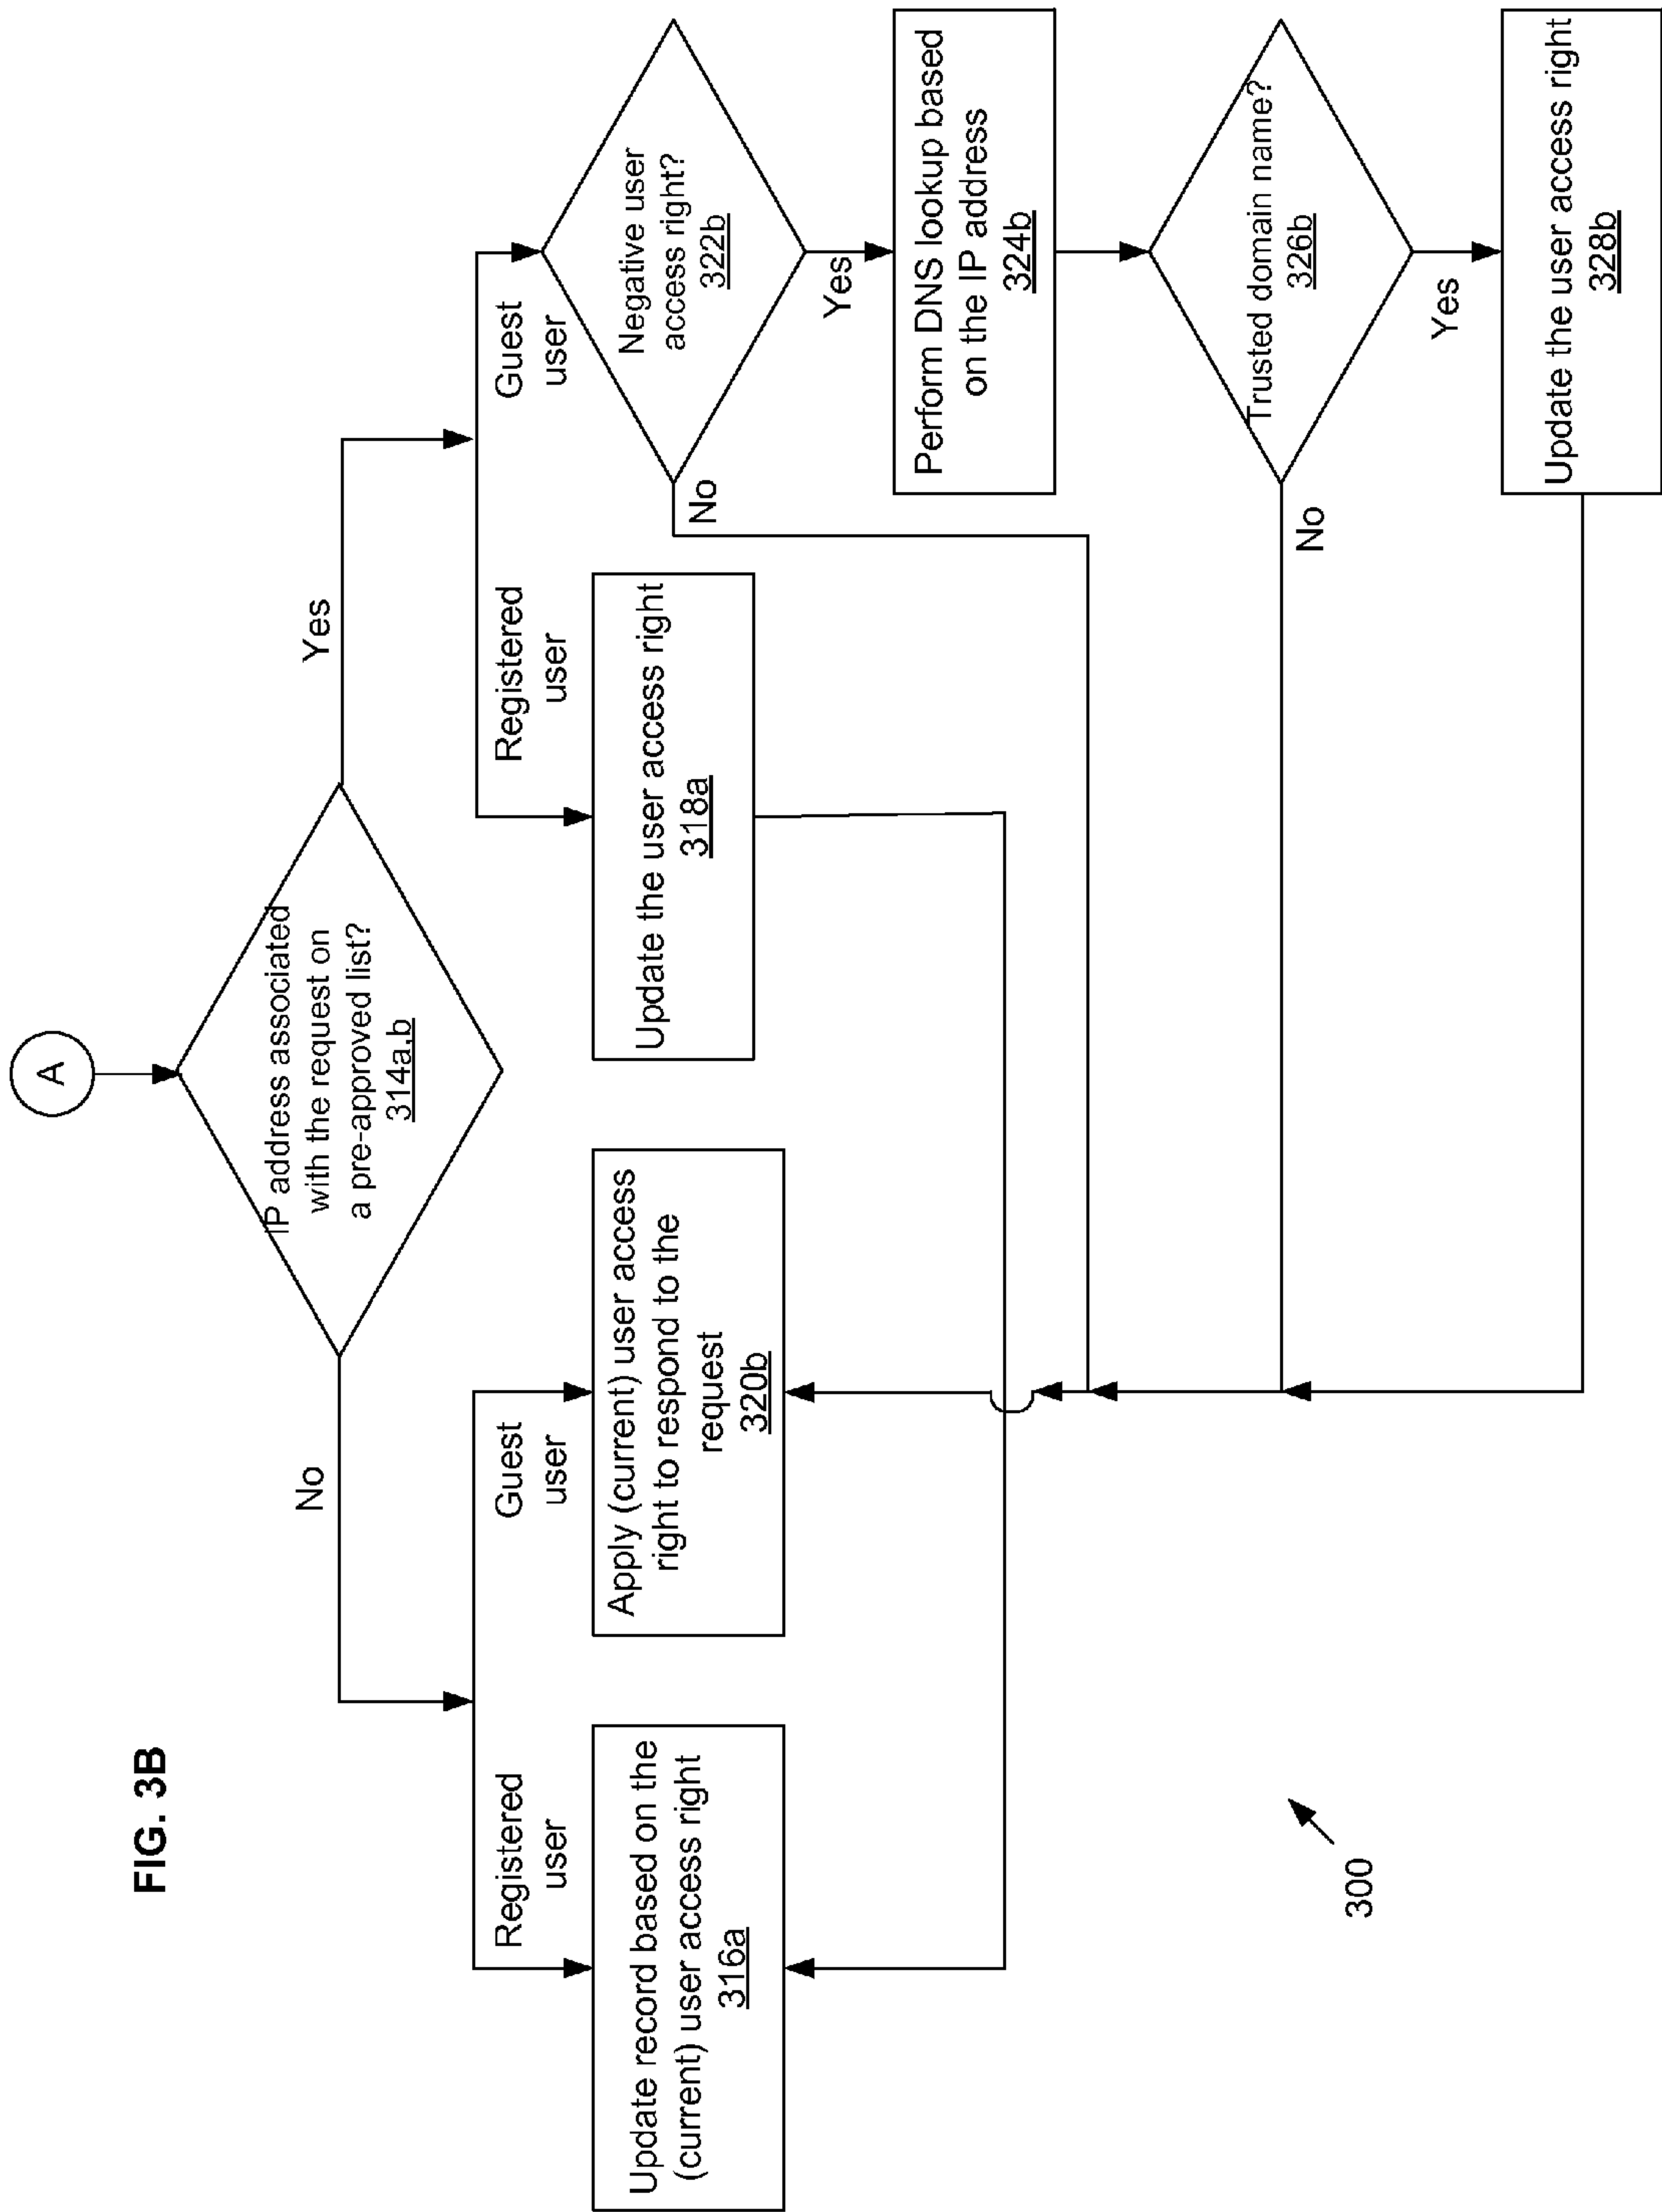 FIG. 3B
A
IP address associated
with the request on
a pre-approved list?
314a,b
No
Yes
Registered
user
Guest
user
Registered
user
Guest
user
Update record based on the
(current) user access right
316a
Apply (current) user access
right to respond to the
request
320b
Update the user access right
318a
Negative user
access right?
322b
No
Yes
Perform DNS lookup based
on the IP address
324b
Trusted domain name?
326b
No
Yes
Update the user access right
328b
300